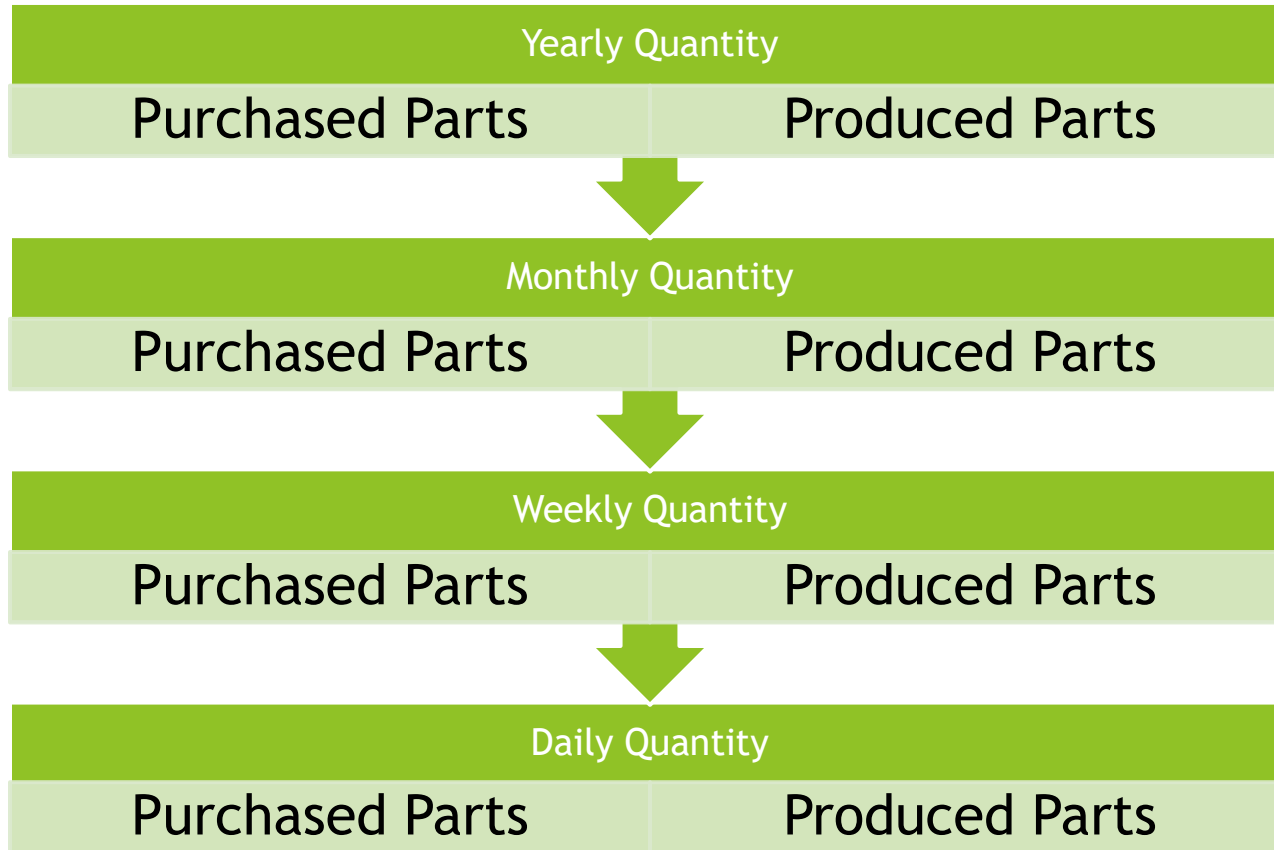 Yearly Quantity
Purchased Parts Produced Parts
Monthly Quantity
Purchased Parts Produced Parts
Weekly Quantity
Purchased Parts Produced Parts
Daily Quantity
Purchased Parts Produced Parts